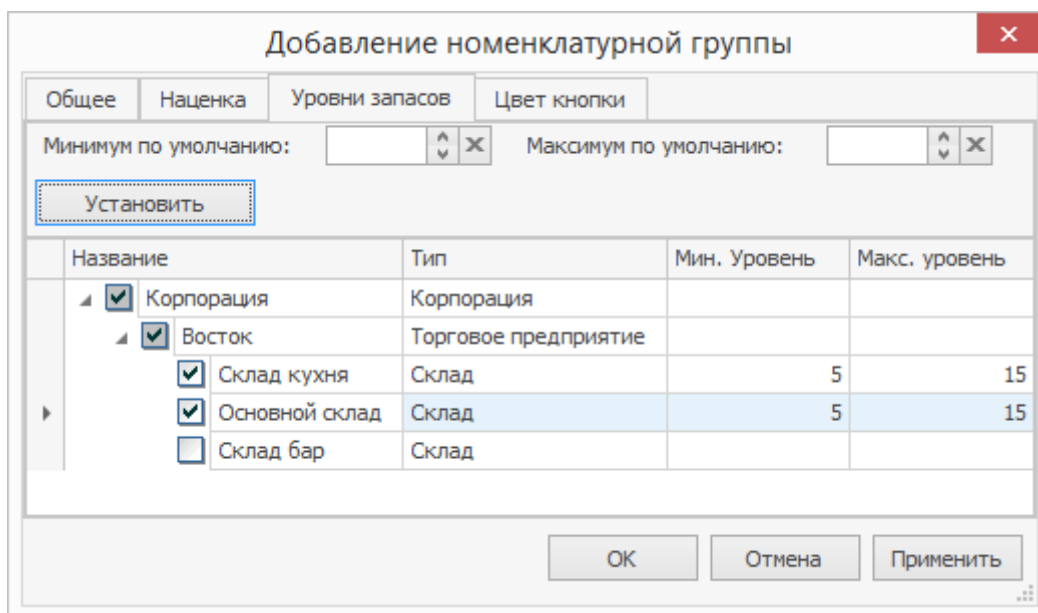 Добавление номенклатурной группы
Общее Наценка Уровни запасов Цвет кнопки
Минимум по умолчанию: Максимум по умолчанию:
Установить
Название Тип Мин. Уровень Макс. уровень
Корпорация Корпорация
Восток Торговое предприятие
Склад кухня Склад 5 15
Основной склад Склад 5 15
Склад бар Склад
ОК Отмена Применить